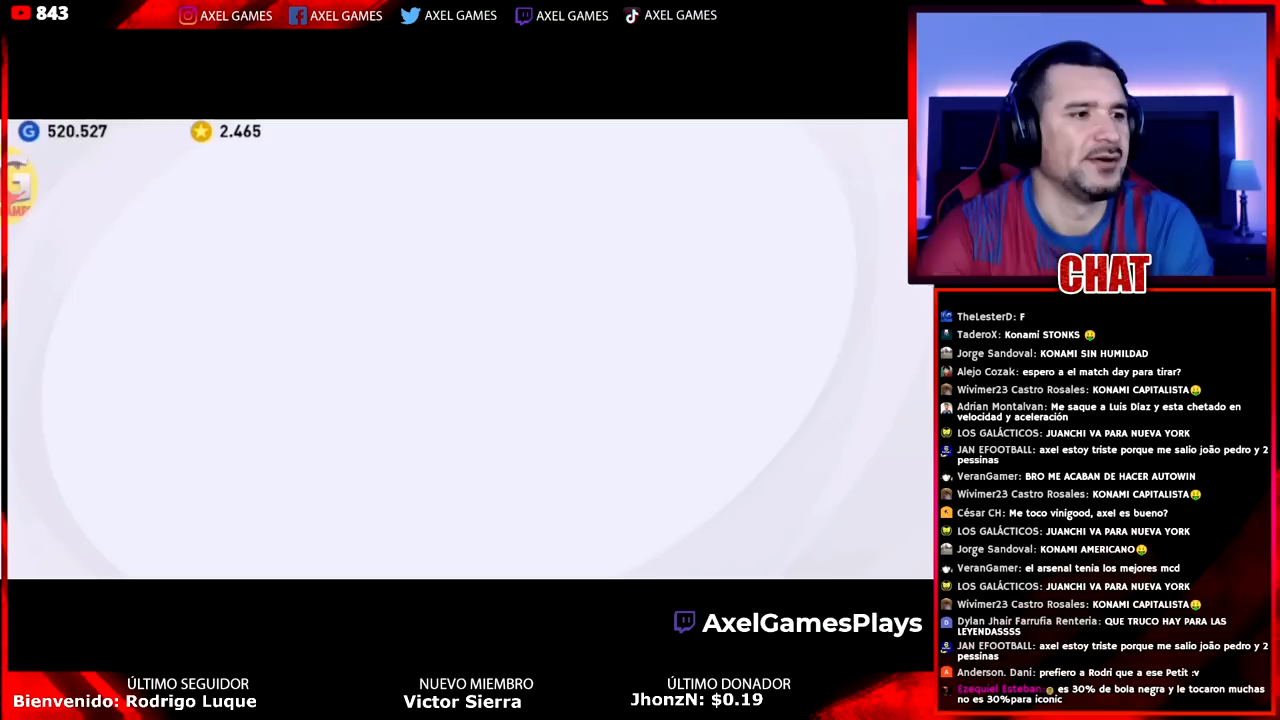 843
AXEL GAMES
AXEL GAMES
AXEL GAMES
AXEL GAMES
AXEL GAMES
G 520.527
2.465
CHAT
TheLesterD: F
TaderoX: Konami STONKS
Jorge Sandoval: KONAMI SIN HUMILDAD
Alejo Cozak: espero a el match day para tirar?
Wivimer23 Castro Rosales: KONAMI CAPITALISTA
Adrian Montalvan: Me saque a Luis Díaz y esta chetado en
velocidad y aceleración
LOS GALÁCTICOS: JUANCHI VA PARA NUEVA YORK
JAN EFOOTBALL: axel estoy triste porque me salio joão pedro y 2
pessinas
VeranGamer: BRO ME ACABAN DE HACER AUTOWIN
Wivimer23 Castro Rosales: KONAMI CAPITALISTA
César CH: Me toco vinigood, axel es bueno?
LOS GALÁCTICOS: JUANCHI VA PARA NUEVA YORK
Jorge Sandoval: KONAMI AMERICANO
VeranGamer: el arsenal tenía los mejores mcd
LOS GALÁCTICOS: JUANCHI VA PARA NUEVA YORK
Wivimer23 Castro Rosales: KONAMI CAPITALISTA
Dylan Jhair Farrufia Renteria: QUE TRUCO HAY PARA LAS
LEYENDASSSS
JAN EFOOTBALL: axel estoy triste porque me salio joão pedro y 2
pessinas
Anderson. Dani: prefiero a Rodri que a ese Petit :v
Ezequiel Esteban: es 30% de bola negra y le tocaron muchas
no es 30%para iconic
AxelGamesPlays
ÚLTIMO SEGUIDOR
Bienvenido: Rodrigo Luque
NUEVO MIEMBRO
Victor Sierra
ÚLTIMO DONADOR
JhonzN: $0.19